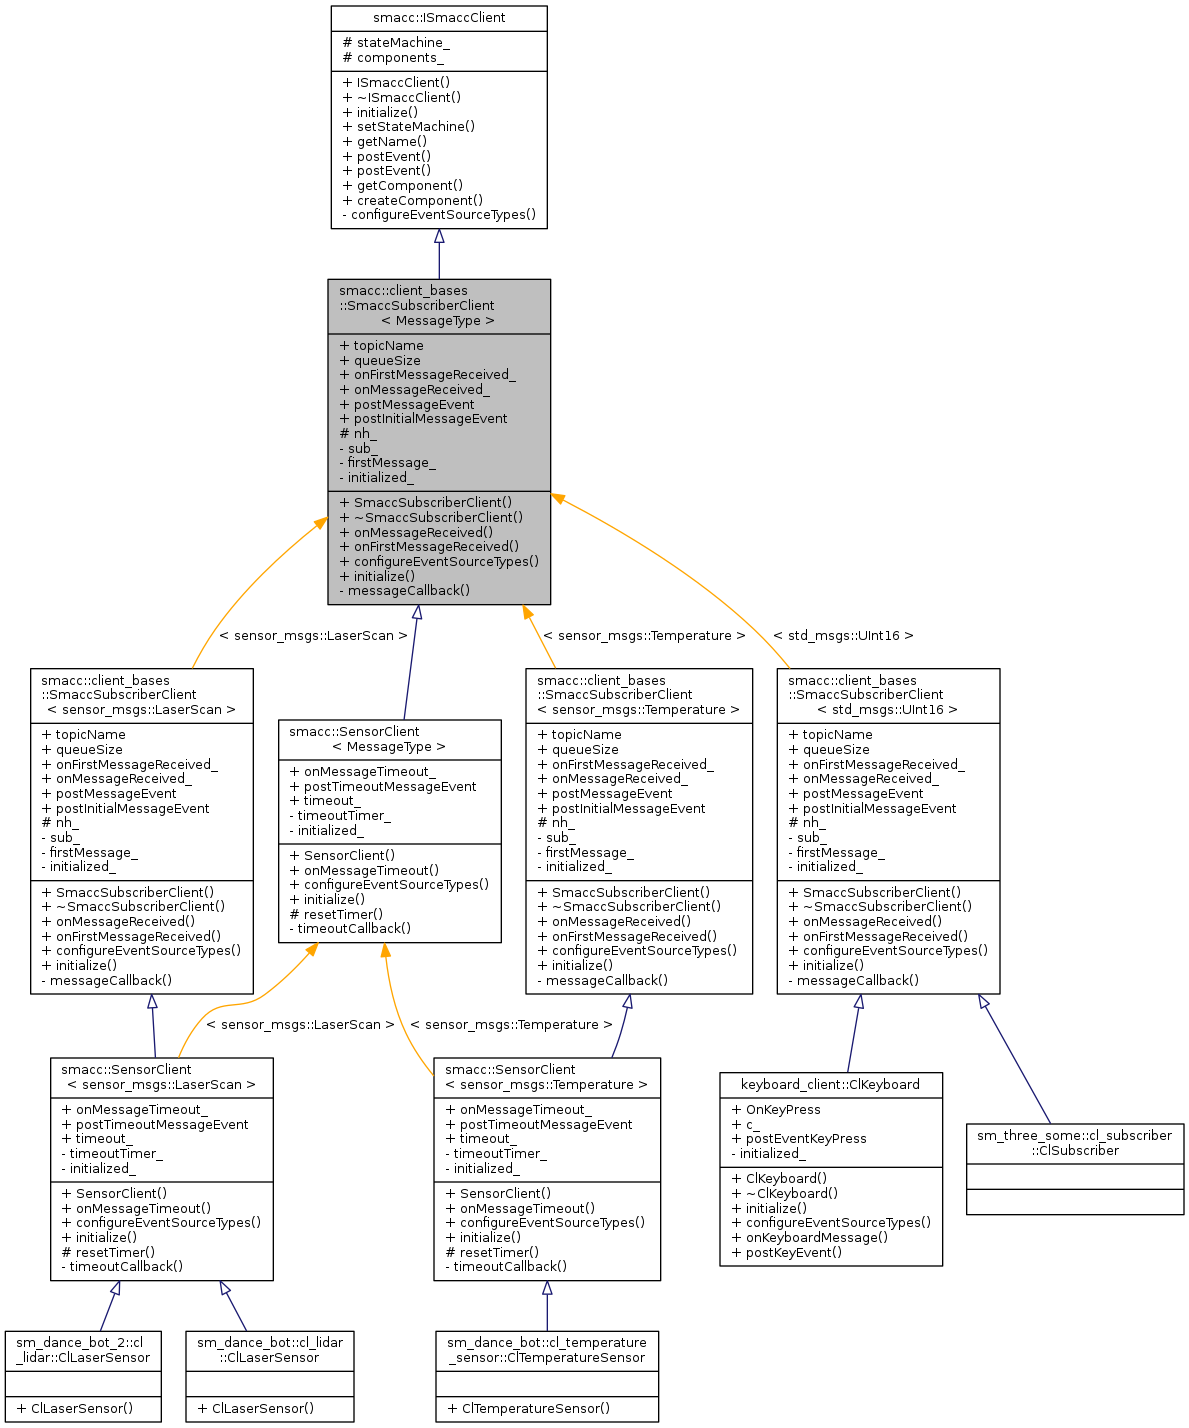 smacc::ISmaccClient
# stateMachine_
# components_
+ ISmaccClient()
+ ~ISmaccClient()
+ initialize()
+ setStateMachine()
+ getName()
+ postEvent()
+ postEvent()
+ getComponent()
+ createComponent()
- configureEventSourceTypes()
smacc::client_bases
::SmaccSubscriberClient
< MessageType >
+ topicName
+ queueSize
+ onFirstMessageReceived_
+ onMessageReceived_
+ postMessageEvent
+ postInitialMessageEvent
# nh_
- sub_
- firstMessage_
- initialized_
+ SmaccSubscriberClient()
+ ~SmaccSubscriberClient()
+ onMessageReceived()
+ onFirstMessageReceived()
+ configureEventSourceTypes()
+ initialize()
- messageCallback()
< sensor_msgs::LaserScan >
< sensor_msgs::Temperature >
< std_msgs::UInt16 >
smacc::client_bases
::SmaccSubscriberClient
< sensor_msgs::LaserScan >
+ topicName
+ queueSize
+ onFirstMessageReceived_
+ onMessageReceived_
+ postMessageEvent
+ postInitialMessageEvent
# nh_
- sub_
- firstMessage_
- initialized_
+ SmaccSubscriberClient()
+ ~SmaccSubscriberClient()
+ onMessageReceived()
+ onFirstMessageReceived()
+ configureEventSourceTypes()
+ initialize()
- messageCallback()
smacc::SensorClient
< MessageType >
+ onMessageTimeout_
+ postTimeoutMessageEvent
+ timeout_
- timeoutTimer_
- initialized_
+ SensorClient()
+ onMessageTimeout()
+ configureEventSourceTypes()
+ initialize()
# resetTimer()
- timeoutCallback()
smacc::client_bases
::SmaccSubscriberClient
< sensor_msgs::Temperature >
+ topicName
+ queueSize
+ onFirstMessageReceived_
+ onMessageReceived_
+ postMessageEvent
+ postInitialMessageEvent
# nh_
- sub_
- firstMessage_
- initialized_
+ SmaccSubscriberClient()
+ ~SmaccSubscriberClient()
+ onMessageReceived()
+ onFirstMessageReceived()
+ configureEventSourceTypes()
+ initialize()
- messageCallback()
smacc::client_bases
::SmaccSubscriberClient
< std_msgs::UInt16 >
+ topicName
+ queueSize
+ onFirstMessageReceived_
+ onMessageReceived_
+ postMessageEvent
+ postInitialMessageEvent
# nh_
- sub_
- firstMessage_
- initialized_
+ SmaccSubscriberClient()
+ ~SmaccSubscriberClient()
+ onMessageReceived()
+ onFirstMessageReceived()
+ configureEventSourceTypes()
+ initialize()
- messageCallback()
< sensor_msgs::LaserScan >
< sensor_msgs::Temperature >
smacc::SensorClient
< sensor_msgs::LaserScan >
+ onMessageTimeout_
+ postTimeoutMessageEvent
+ timeout_
- timeoutTimer_
- initialized_
+ SensorClient()
+ onMessageTimeout()
+ configureEventSourceTypes()
+ initialize()
# resetTimer()
- timeoutCallback()
smacc::SensorClient
< sensor_msgs::Temperature >
+ onMessageTimeout_
+ postTimeoutMessageEvent
+ timeout_
- timeoutTimer_
- initialized_
+ SensorClient()
+ onMessageTimeout()
+ configureEventSourceTypes()
+ initialize()
# resetTimer()
- timeoutCallback()
keyboard_client::ClKeyboard
+ OnKeyPress
+ c_
+ postEventKeyPress
- initialized_
+ ClKeyboard()
+ ~ClKeyboard()
+ initialize()
+ configureEventSourceTypes()
+ onKeyboardMessage()
+ postKeyEvent()
sm_three_some::cl_subscriber
::ClSubscriber
sm_dance_bot_2::cl
_lidar::ClLaserSensor
+ ClLaserSensor()
sm_dance_bot::cl_lidar
::ClLaserSensor
+ ClLaserSensor()
sm_dance_bot::cl_temperature
_sensor::ClTemperatureSensor
+ ClTemperatureSensor()